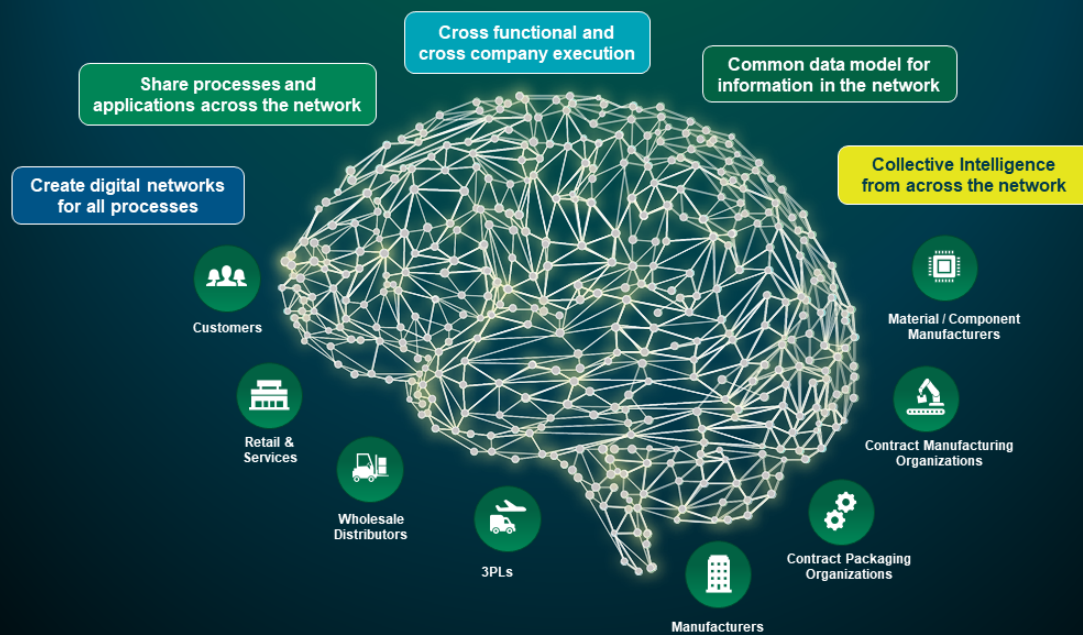 Cross functional and
cross company execution
Share processes and
applications across the network
Common data model for
information in the network
Create digital networks
for all processes
Collective Intelligence
from across the network
Customers
Retail &
Services
Wholesale
Distributors
3PLs
Manufacturers
Contract Packaging
Organizations
Contract Manufacturing
Organizations
Material / Component
Manufacturers